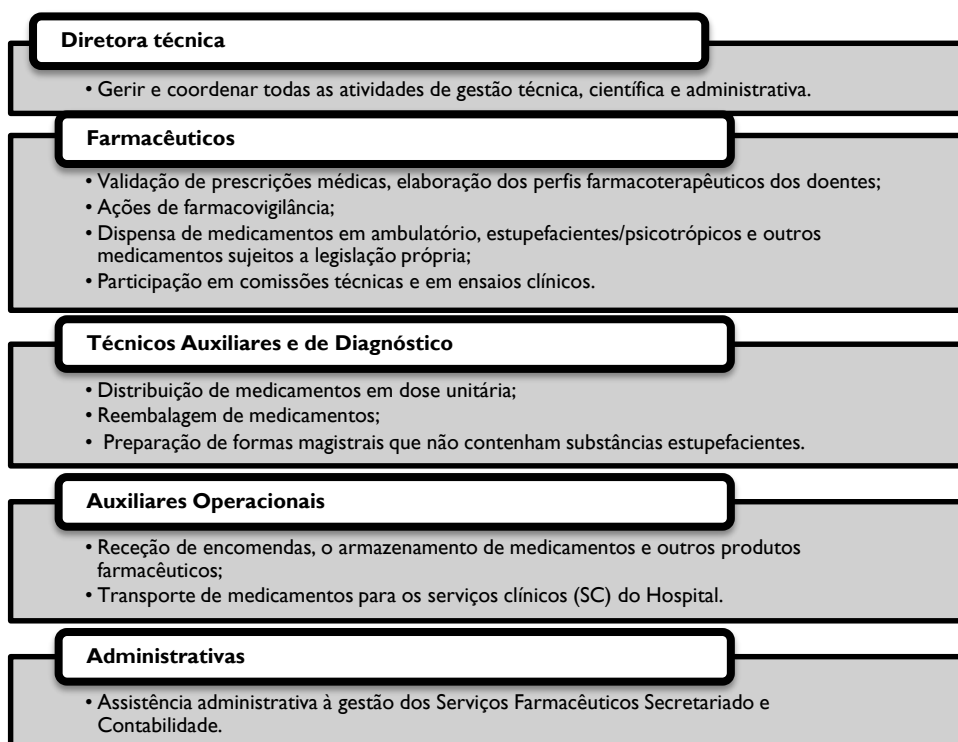 Diretora técnica
• Gerir e coordenar todas as atividades de gestão técnica, científica e administrativa.
Farmacêuticos
• Validação de prescrições médicas, elaboração dos perfis farmacoterapêuticos dos doentes;
• Ações de farmacovigilância;
• Dispensa de medicamentos em ambulatório, estupefacientes/psicotrópicos e outros
medicamentos sujeitos a legislação própria;
• Participação em comissões técnicas e em ensaios clínicos.
Técnicos Auxiliares e de Diagnóstico
• Distribuição de medicamentos em dose unitária;
• Reembalagem de medicamentos;
• Preparação de formas magistrais que não contenham substâncias estupefacientes.
Auxiliares Operacionais
• Receção de encomendas, o armazenamento de medicamentos e outros produtos
farmacêuticos;
• Transporte de medicamentos para os serviços clínicos (SC) do Hospital.
Administrativas
• Assistência administrativa à gestão dos Serviços Farmacêuticos Secretariado e
Contabilidade.